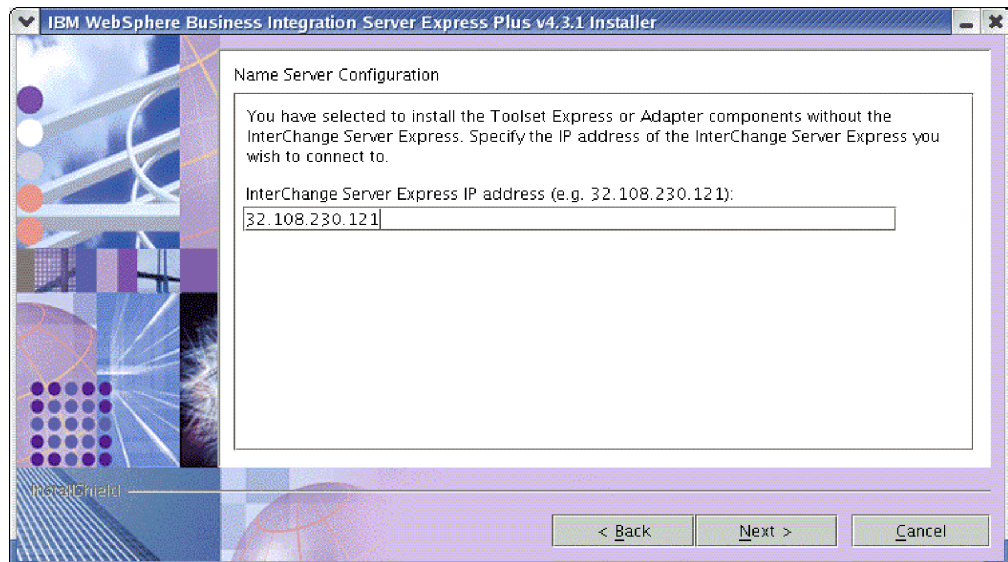 IBM WebSphere Business Integration Server Express Plus v4.3.1 Installer
Name Server Configuration
You have selected to install the Toolset Express or Adapter components without the
InterChange Server Express. Specify the IP address of the InterChange Server Express you
wish to connect to.
InterChange Server Express IP address (e.g. 32.108.230.121):
32.108.230.121
InstallShield
< Back
Next >
Cancel